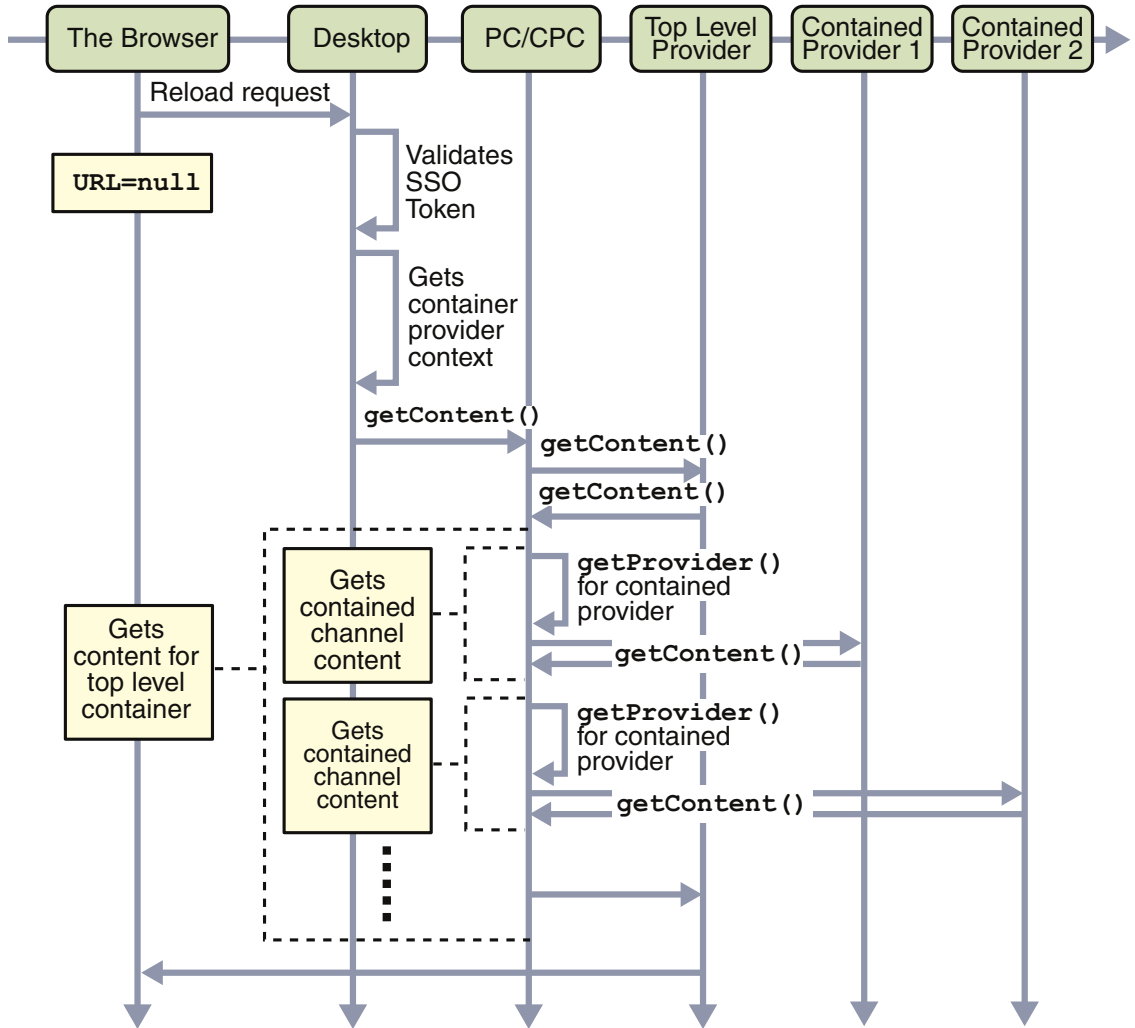 The Browser
Desktop
PC/CPC
Top Level
Provider
Contained
Provider 1
Contained
Provider 2
Reload request
URL=null
Validates
SSO
Token
Gets
container
provider
context
getContent()
getContent()
getContent()
Gets
contained
channel
content
getProvider()
for contained
provider
Gets
content for
top level
container
getContent()
Gets
contained
channel
content
getProvider()
for contained
provider
getContent()